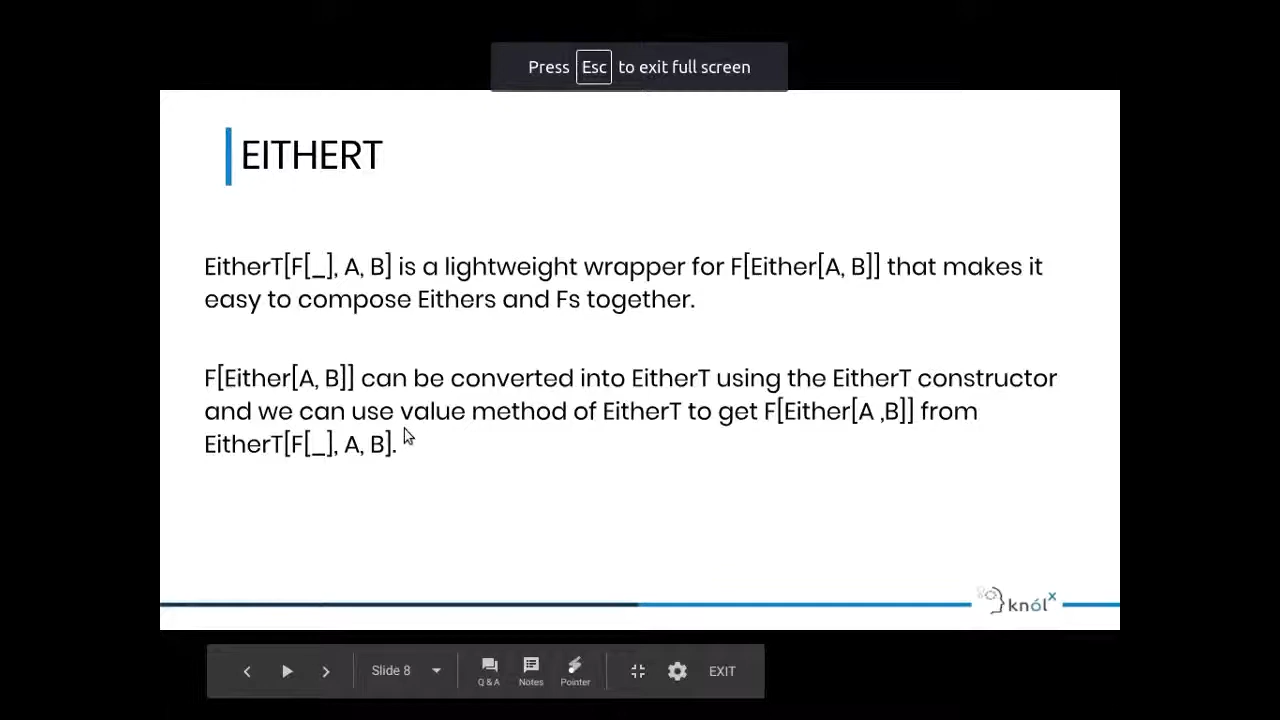 Press Esc to exit full screen
EITHERT
EitherT[F[_], A, B] is a lightweight wrapper for F[Either[A, B]] that makes it
easy to compose Eithers and Fs together.
F[Either[A, B]] can be converted into EitherT using the EitherT constructor
and we can use value method of EitherT to get F[Either[A ,B]] from
EitherT[F[_], A, B].
knólx
Slide 8
Q & A
Notes
Pointer
EXIT